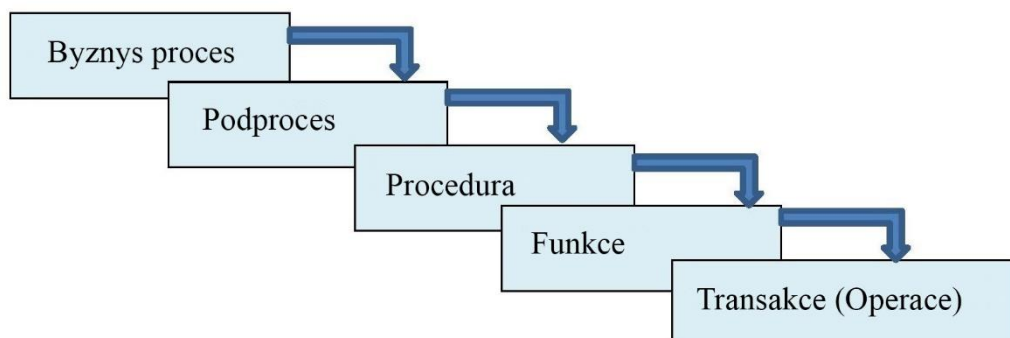 Byznys proces
Podproces
Procedura
Funkce
Transakce (Operace)